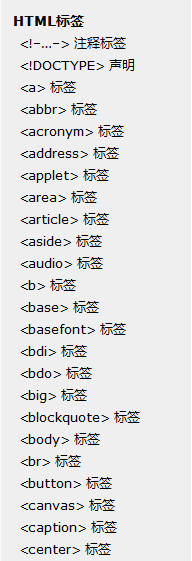 HTML标签
<!--...--> 注释标签
<!DOCTYPE> 声明
<a> 标签
<abbr> 标签
<acronym> 标签
<address> 标签
<applet> 标签
<area> 标签
<article> 标签
<aside> 标签
<audio> 标签
<b> 标签
<base> 标签
<basefont> 标签
<bdi> 标签
<bdo> 标签
<big> 标签
<blockquote> 标签
<body> 标签
<br> 标签
<button> 标签
<canvas> 标签
<caption> 标签
<center> 标签